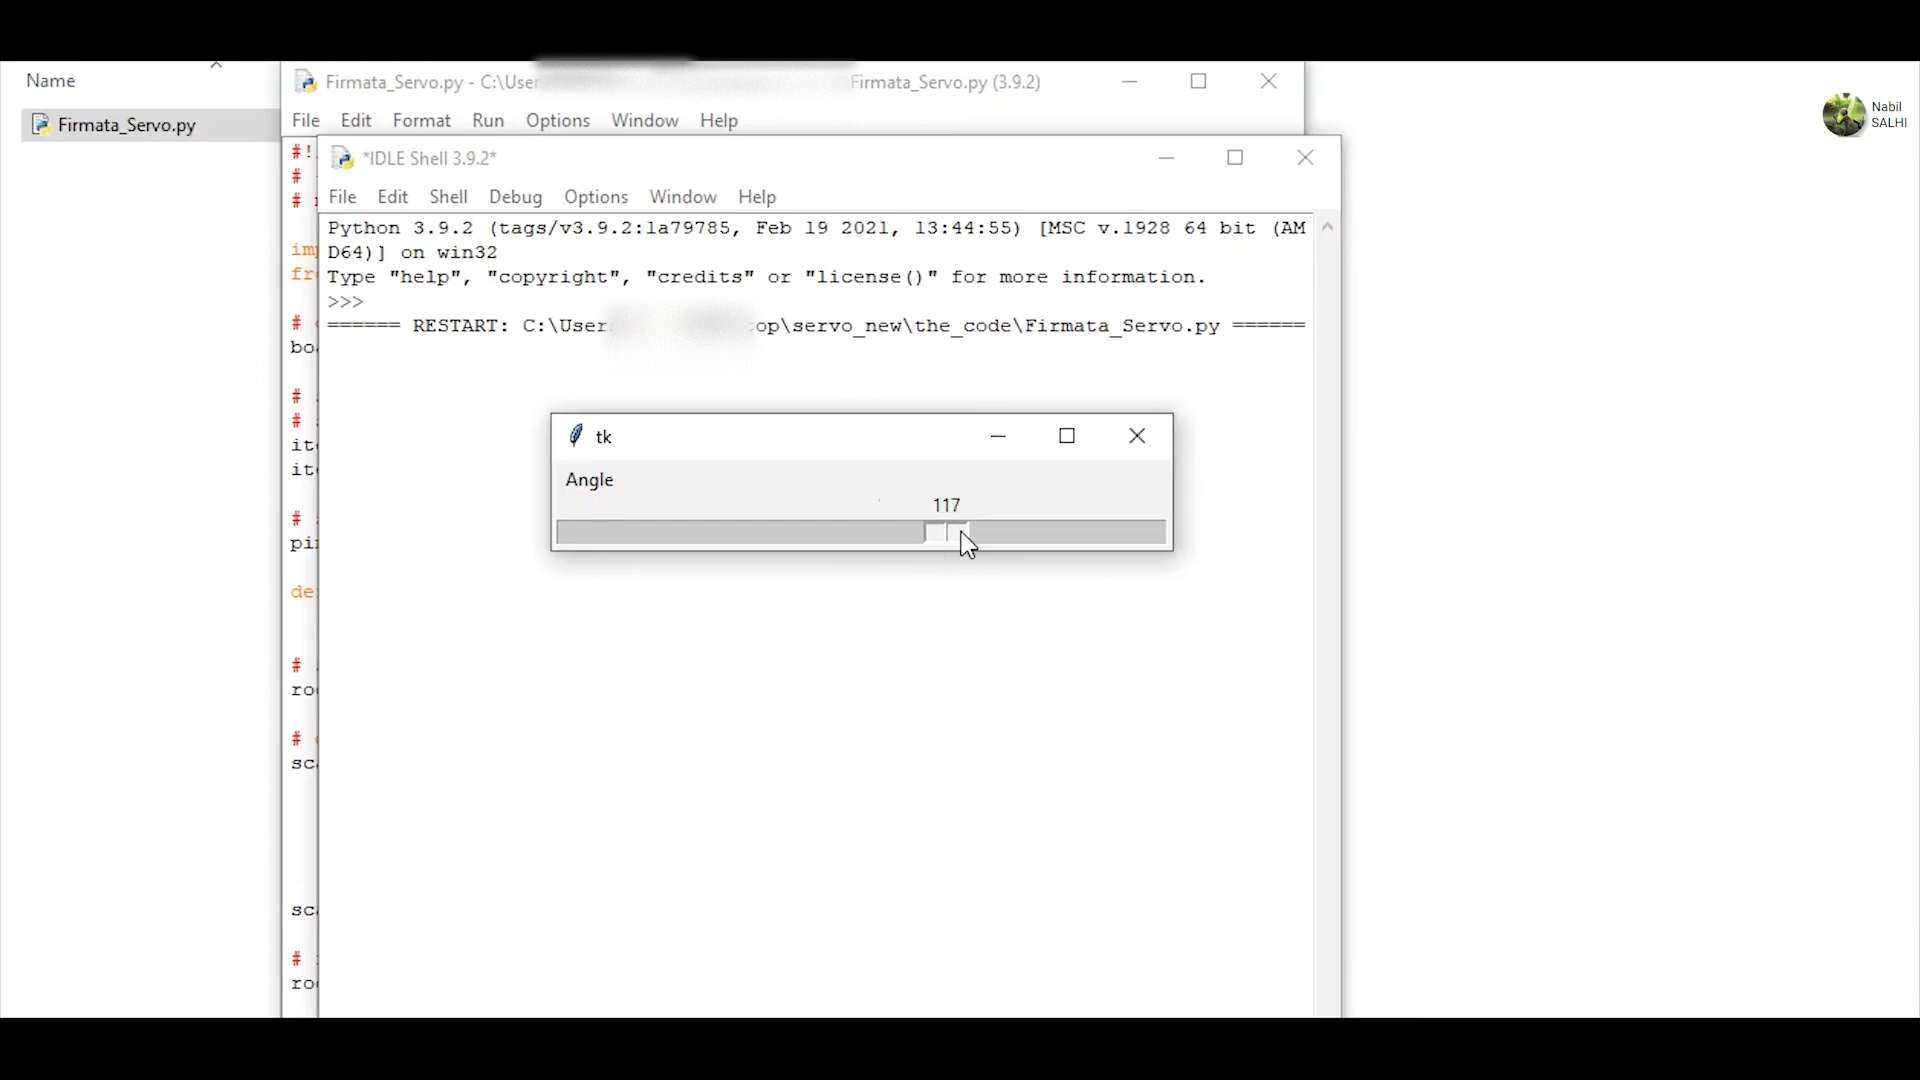 Name
Firmata_Servo.py
Firmata_Servo.py - C:\User Firmata_Servo.py (3.9.2)
File Edit Format Run Options Window Help
*IDLE Shell 3.9.2*
File Edit Shell Debug Options Window Help
Python 3.9.2 (tags/v3.9.2:1a79785, Feb 19 2021, 13:44:55) [MSC v.1928 64 bit (AM
D64)] on win32
Type "help", "copyright", "credits" or "license()" for more information.
>>>
====== RESTART: C:\User op\servo_new\the_code\Firmata_Servo.py ======
tk
Angle
117
#!
#
#
#
#
#
#
#
#
#
Nabil
SALHI